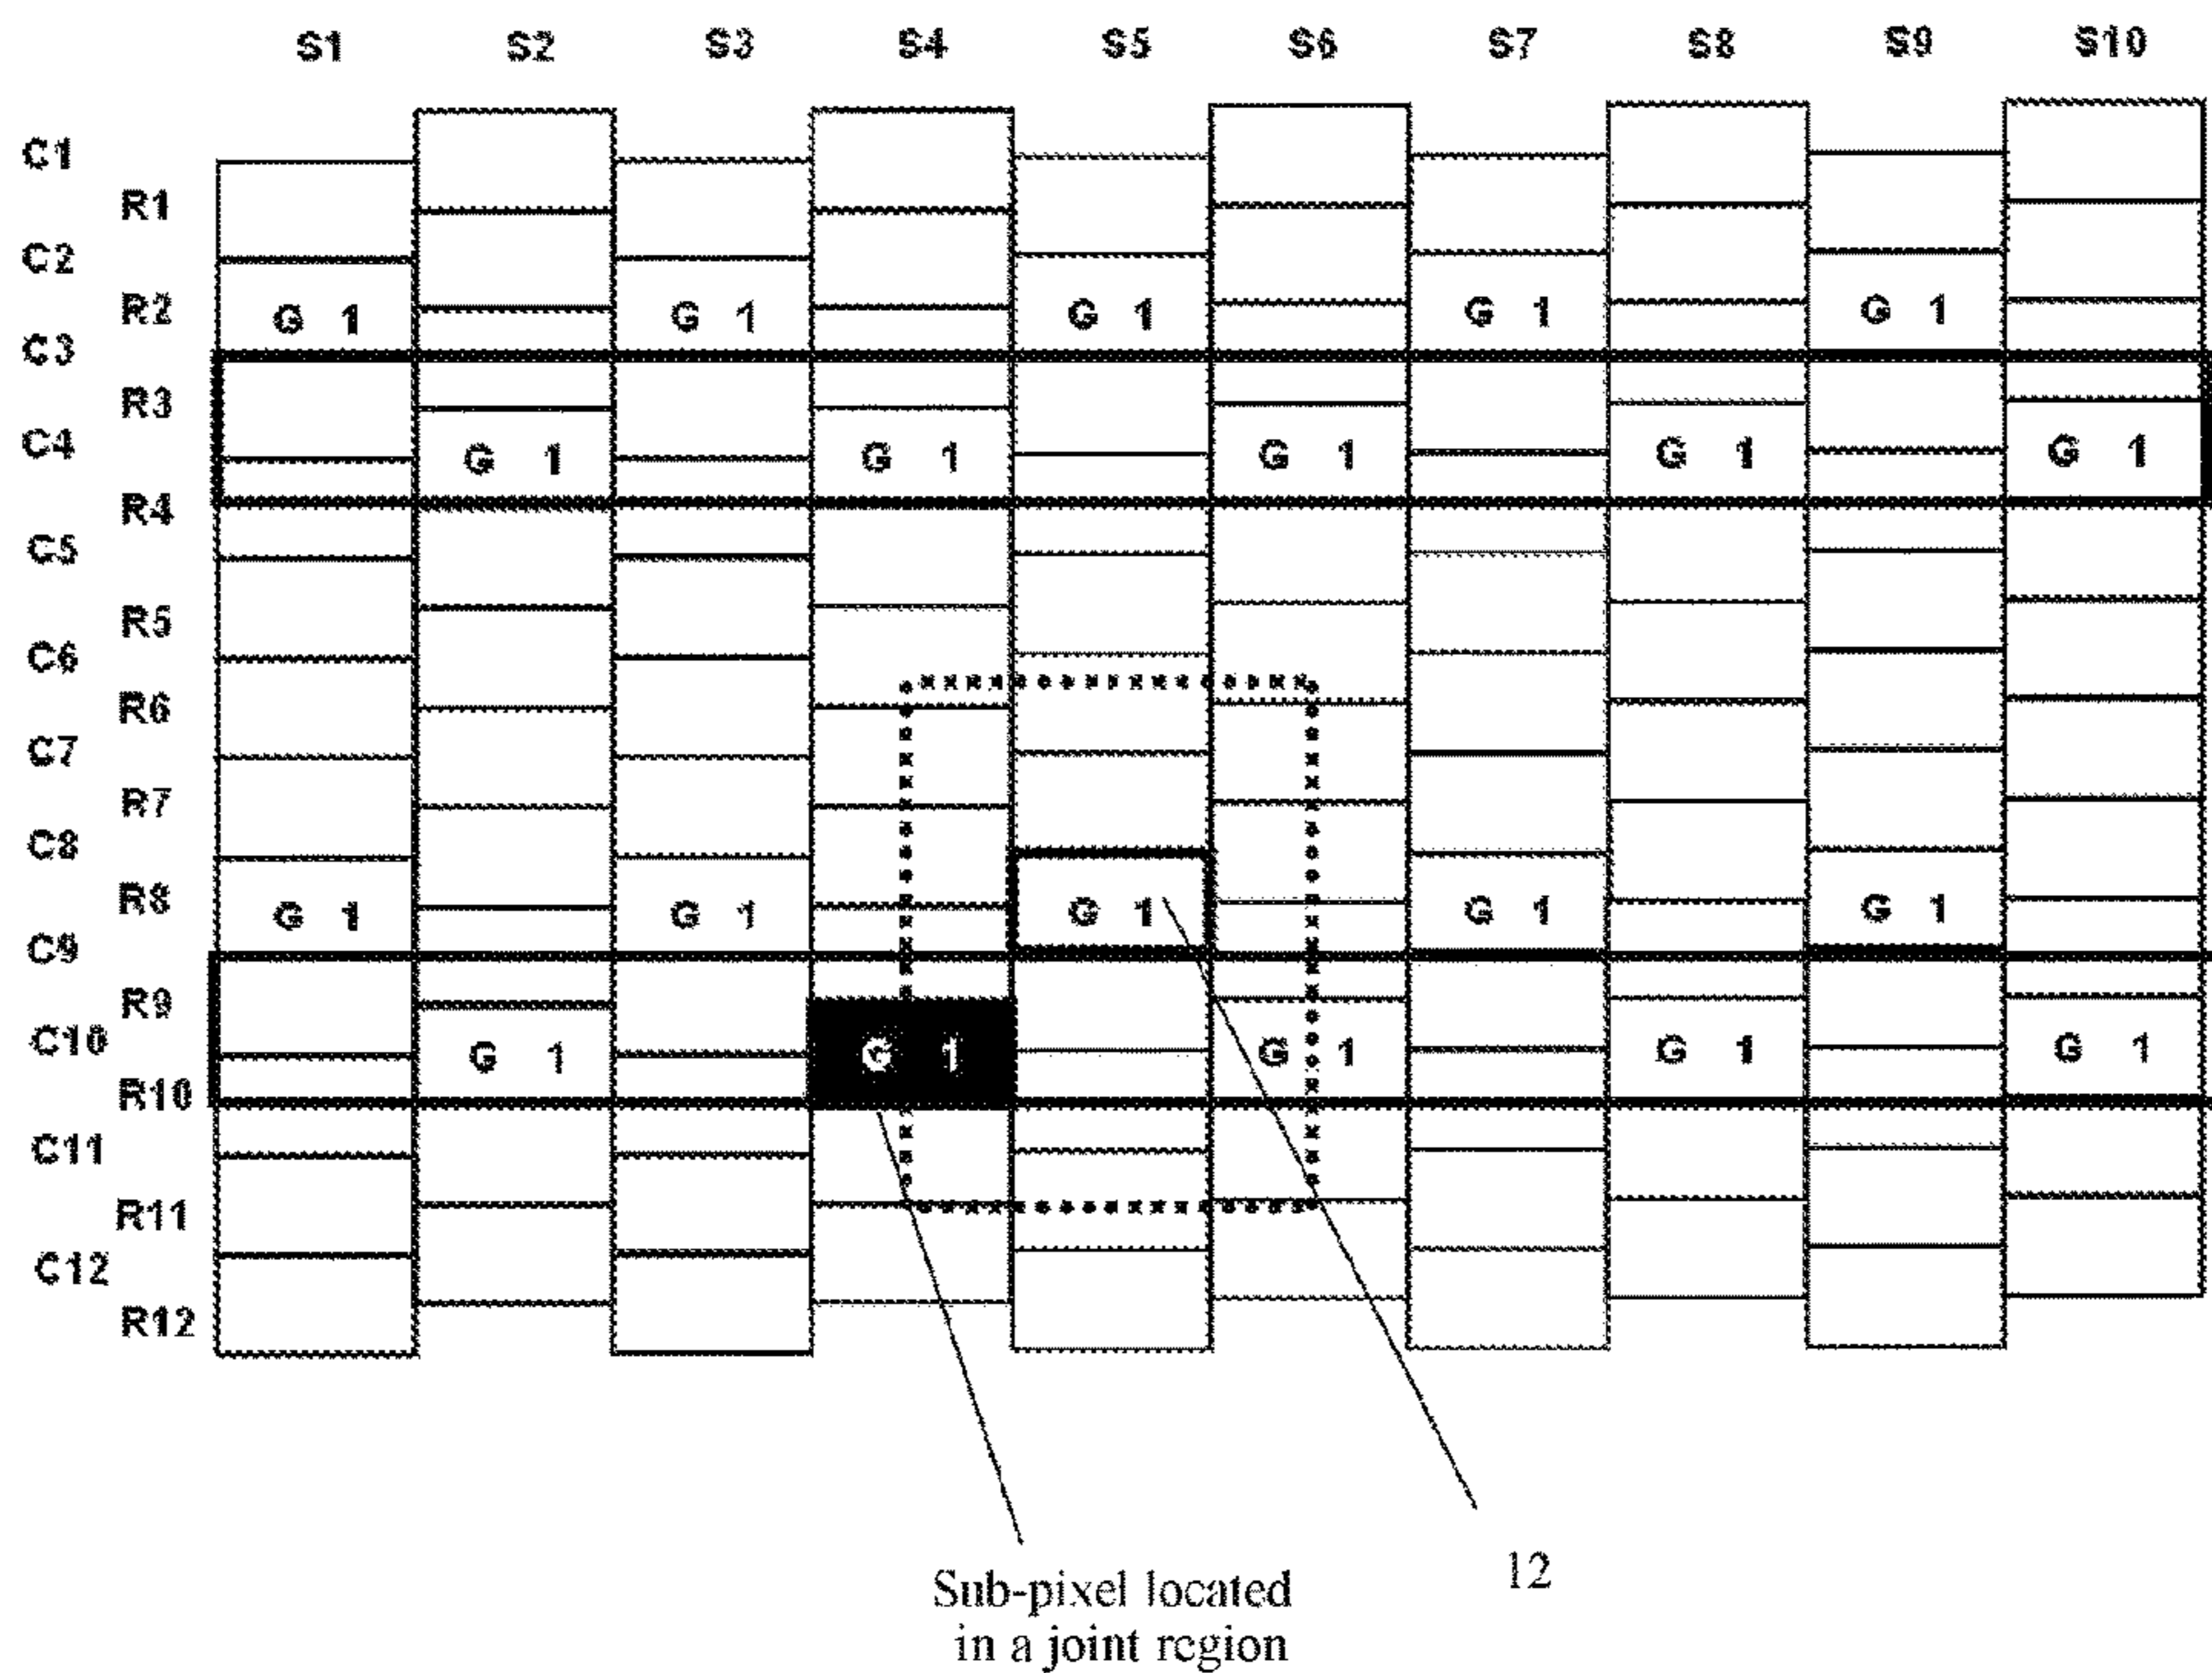 S1 S2 S3 S4 S5 S6 S7 S8 S9 S10
C1
R1
C2
R2 G 1 G 1 G 1 G 1 G 1
C3
R3
C4 G 1 G 1 G 1 G 1 G 1
R4
C5
R5
C6
R6
C7
R7
C8
R8 G 1 G 1 G 1 G 1 G 1
C9
R9
C10 G 1 G 1 G 1 G 1 G 1
R10
C11
R11
C12
R12
12
Sub-pixel located
in a joint region